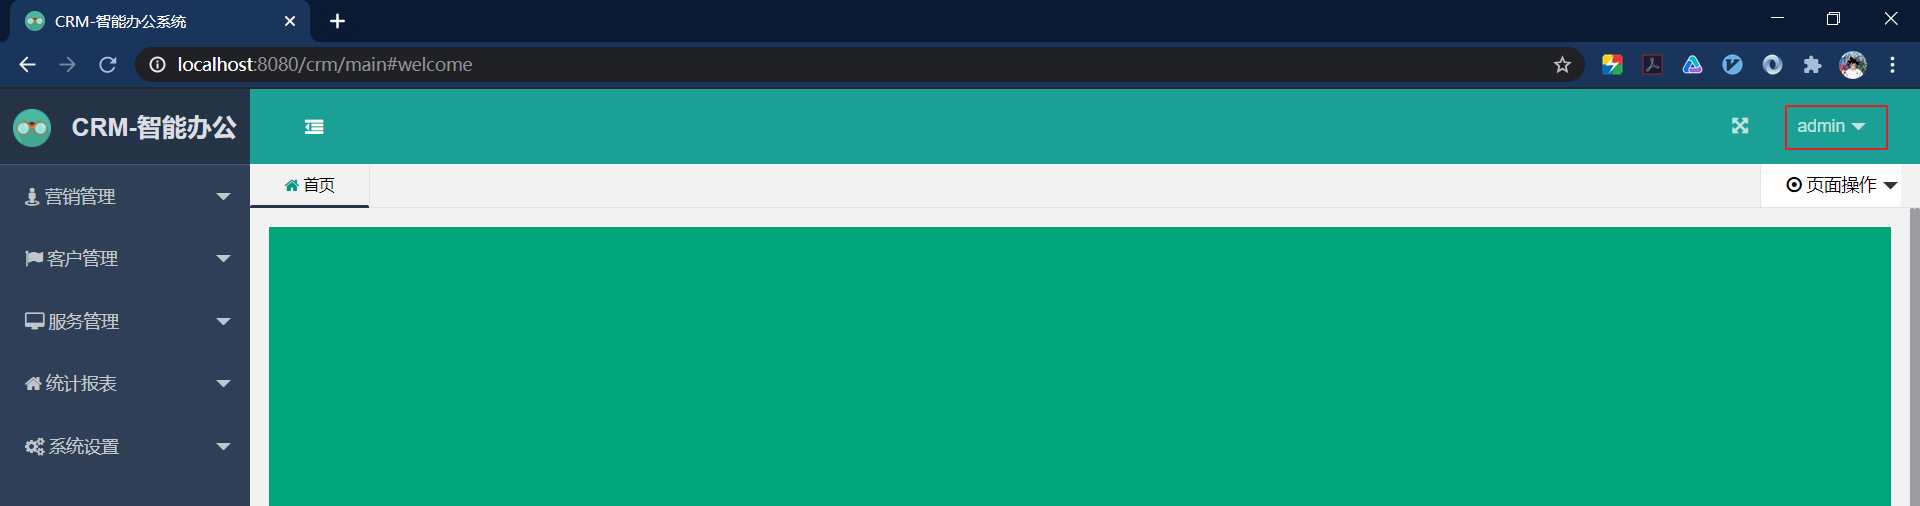 CRM-智能办公系统
localhost:8080/crm/main#welcome
CRM-智能办公
admin
首页
页面操作
营销管理
客户管理
服务管理
统计报表
系统设置